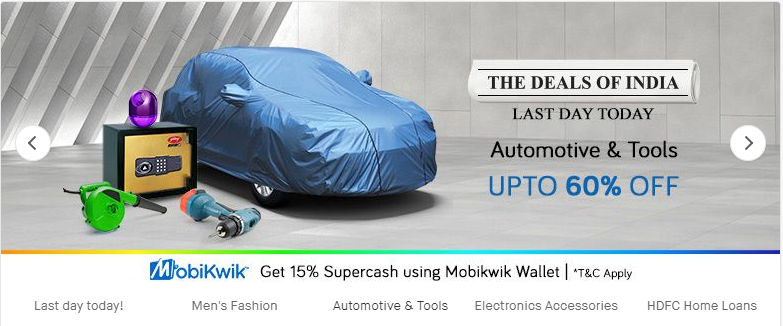 THE DEALS OF INDIA
LAST DAY TODAY
Automotive & Tools
UPTO 60% OFF
MobiKwik Get 15% Supercash using Mobikwik Wallet | *T&C Apply
Last day today! Men's Fashion Automotive & Tools Electronics Accessories HDFC Home Loans